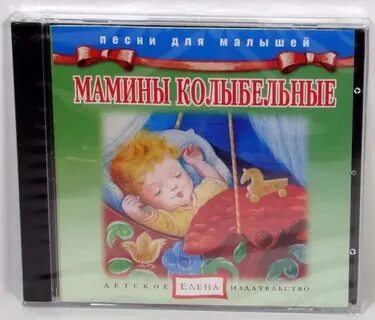 песни для малышей
МАМИНЫ КОЛЫБЕЛЬНЫЕ
ДЕТСКОЕ ЕЛЕНА ИЗДАТЕЛЬСТВО